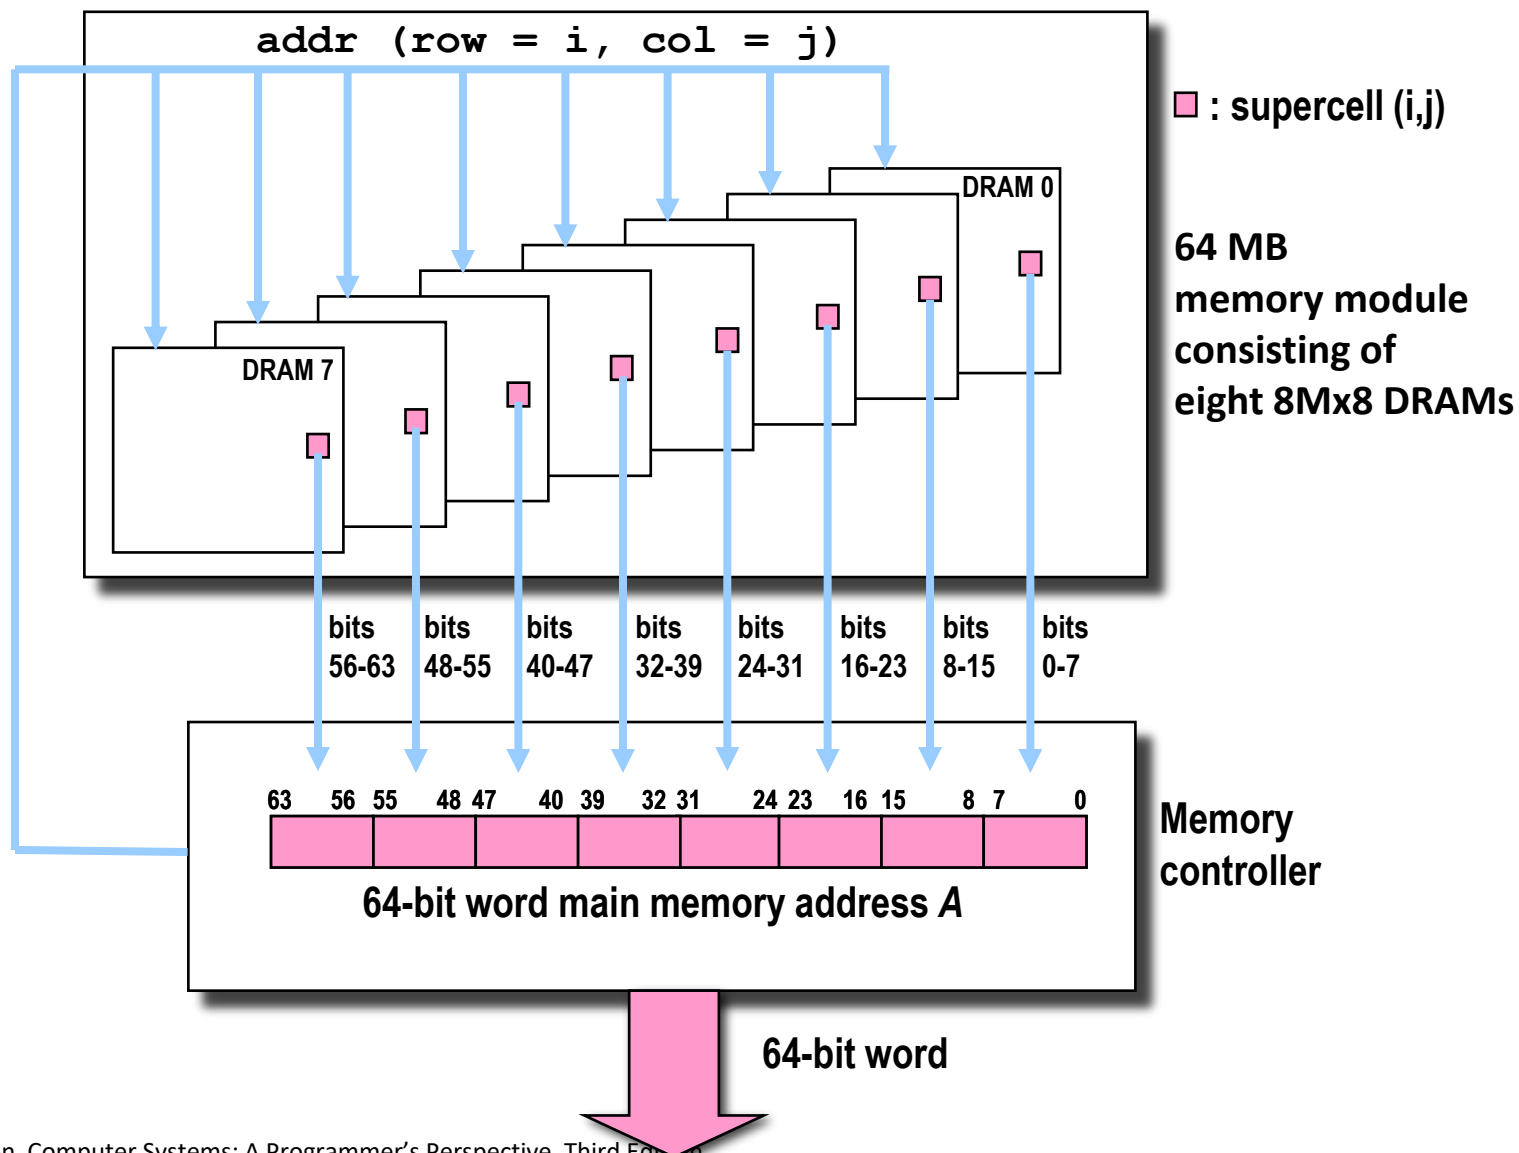 addr (row = i, col = j)
: supercell (i,j)
DRAM 0
64 MB
memory module
consisting of
eight 8Mx8 DRAMs
DRAM 7
bits 56-63
bits 48-55
bits 40-47
bits 32-39
bits 24-31
bits 16-23
bits 8-15
bits 0-7
63 56 55 48 47 40 39 32 31 24 23 16 15 8 7 0
64-bit word main memory address A
Memory
controller
64-bit word
Computer Systems: A Programmer's Perspective, Third